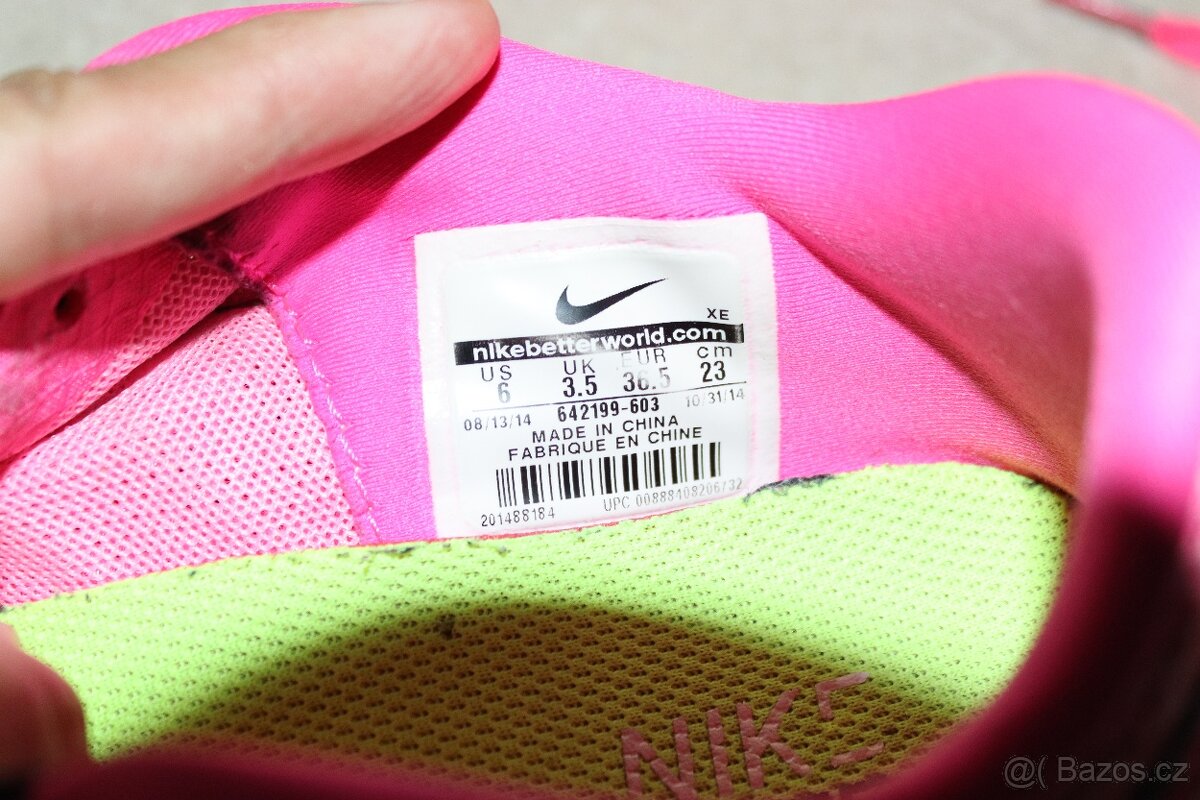 XE
nikebetterworld.com
US UK EUR cm
6 3.5 36.5 23
08/13/14 642199-603 10/31/14
MADE IN CHINA
FABRIQUE EN CHINE
201488184 UPC 00888408206732
NIKE
@( Bazos.cz